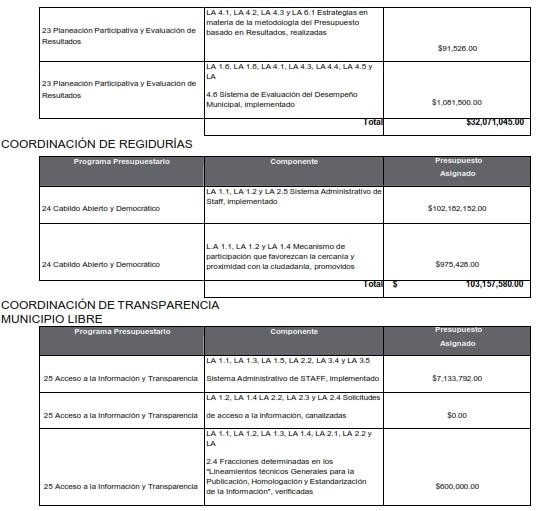 LA 4.1, LA 4.2, LA 4.3 y LA 6.1 Estrategias en
materia de la metodología del Presupuesto
basado en Resultados, realizadas
23 Planeación Participativa y Evaluación de
Resultados
$91,526.00
LA 1.6, LA 1.8, LA 4.1, LA 4.3, LA 4.4, LA 4.5 y
LA
4.6 Sistema de Evaluación del Desempeño
Municipal, implementado
23 Planeación Participativa y Evaluación de
Resultados
$1,081,500.00
Total $32,071,045.00
COORDINACIÓN DE REGIDURÍAS
Programa Presupuestario Componente Presupuesto
Asignado
LA 1.1, LA 1.2 y LA 2.5 Sistema Administrativo de
Staff, implementado
24 Cabildo Abierto y Democrático $102,182,152.00
L.A 1.1, LA 1.2 y LA 1.4 Mecanismo de
participación que favorezcan la cercanía y
proximidad con la ciudadanía, promovidos
24 Cabildo Abierto y Democrático $975,428.00
Total $ 103,157,580.00
COORDINACIÓN DE TRANSPARENCIA
MUNICIPIO LIBRE
Programa Presupuestario Componente Presupuesto
Asignado
LA 1.1, LA 1.3, LA 1.5, LA 2.2, LA 3.4 y LA 3.5
25 Acceso a la Información y Transparencia Sistema Administrativo de STAFF, implementado $7,133,792.00
LA 1.2, LA 1.4 LA 2.2, LA 2.3 y LA 2.4 Solicitudes
25 Acceso a la Información y Transparencia de acceso a la información, canalizadas $0.00
LA 1.1, LA 1.2, LA 1.3, LA 1.4, LA 2.1, LA 2.2 y
LA
2.4 Fracciones determinadas en los
"Lineamientos técnicos Generales para la
Publicación, Homologación y Estandarización
de la Información", verificadas
25 Acceso a la Información y Transparencia $600,000.00